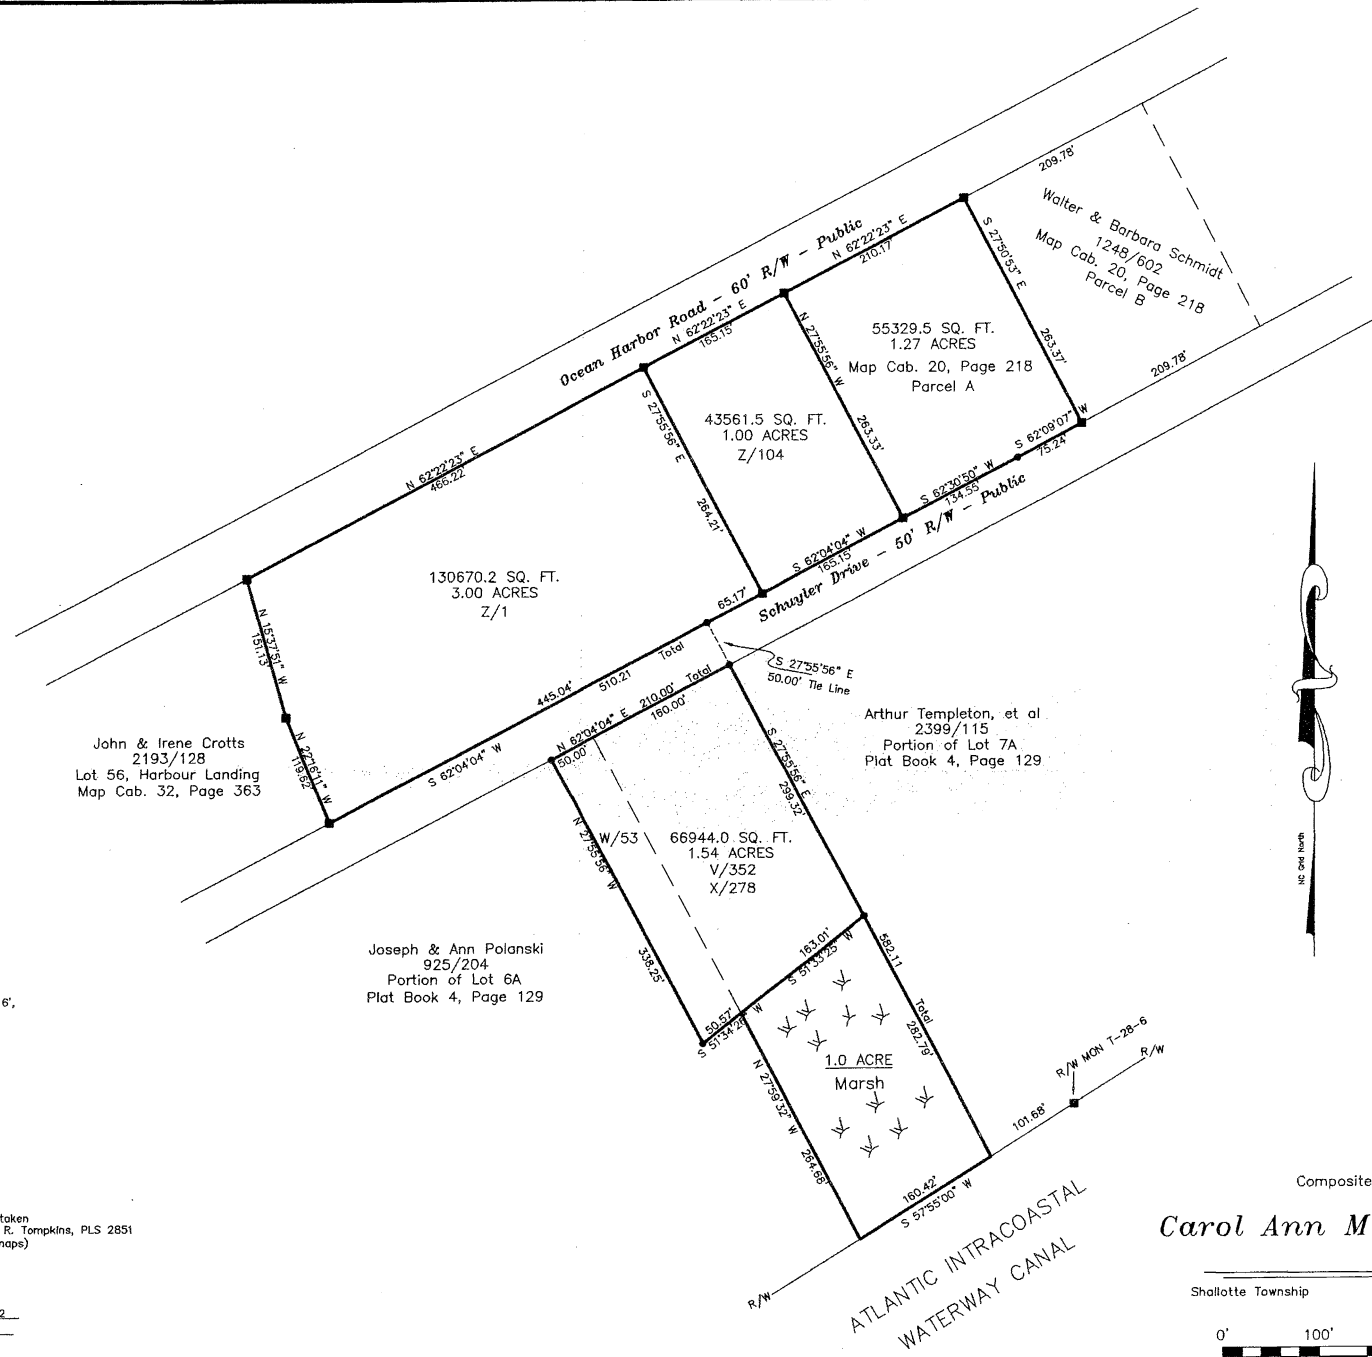 209.78'
Walter & Barbara Schmidt
1248/602
Map Cab. 20, Page 218
Parcel B
209.78'
Ocean Harbor Road - 60' R/W - Public
N 62°22'23" E
210.17'
S 27°50'53" E
263.37'
55329.5 SQ. FT.
1.27 ACRES
Map Cab. 20, Page 218
Parcel A
N 62°22'23" E
165.15'
N 27°55'56" W
263.33'
43561.5 SQ. FT.
1.00 ACRES
Z/104
S 62°09'07" W
75.24'
S 62°30'50" W
134.55'
N 62°22'23" E
466.22'
S 27°55'56" E
264.21'
130670.2 SQ. FT.
3.00 ACRES
Z/1
S 62°04'04" W
165.15'
Schuyler Drive - 50' R/W - Public
65.17'
N 15°37'51" W
151.13'
N 22°16'11" W
119.62'
John & Irene Crotts
2193/128
Lot 56, Harbour Landing
Map Cab. 32, Page 363
S 62°04'04" W
445.04'
510.21 Total
S 27°55'56" E
50.00' Tie Line
N 62°04'04" E 210.00' Total
50.00'
160.00'
Arthur Templeton, et al
2399/115
Portion of Lot 7A
Plat Book 4, Page 129
S 27°55'56" E
299.32'
N 27°55'56" W
338.25'
W/53
66944.0 SQ. FT.
1.54 ACRES
V/352
X/278
NC Grid North
Joseph & Ann Polanski
925/204
Portion of Lot 6A
Plat Book 4, Page 129
163.01'
S 51°33'25" W
50.57'
S 51°34'26" W
582.11 Total
282.79'
1.0 ACRE
Marsh
N 27°59'32" W
264.68'
R/W MON T-28-6
R/W
101.68'
160.42'
S 57°55'00" W
R/W
ATLANTIC INTRACOASTAL
WATERWAY CANAL
6',
taken
R. Tompkins, PLS 2851
maps)
2
Composite
Carol Ann M
Shallotte Township
0' 100'